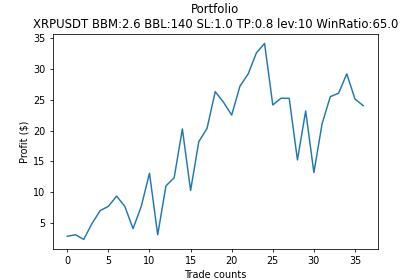 Portfolio
XRPUSDT BBM:2.6 BBL:140 SL:1.0 TP:0.8 lev:10 WinRatio:65.0
35
30
25
20
15
10
5
Profit ($)
0 5 10 15 20 25 30 35
Trade counts